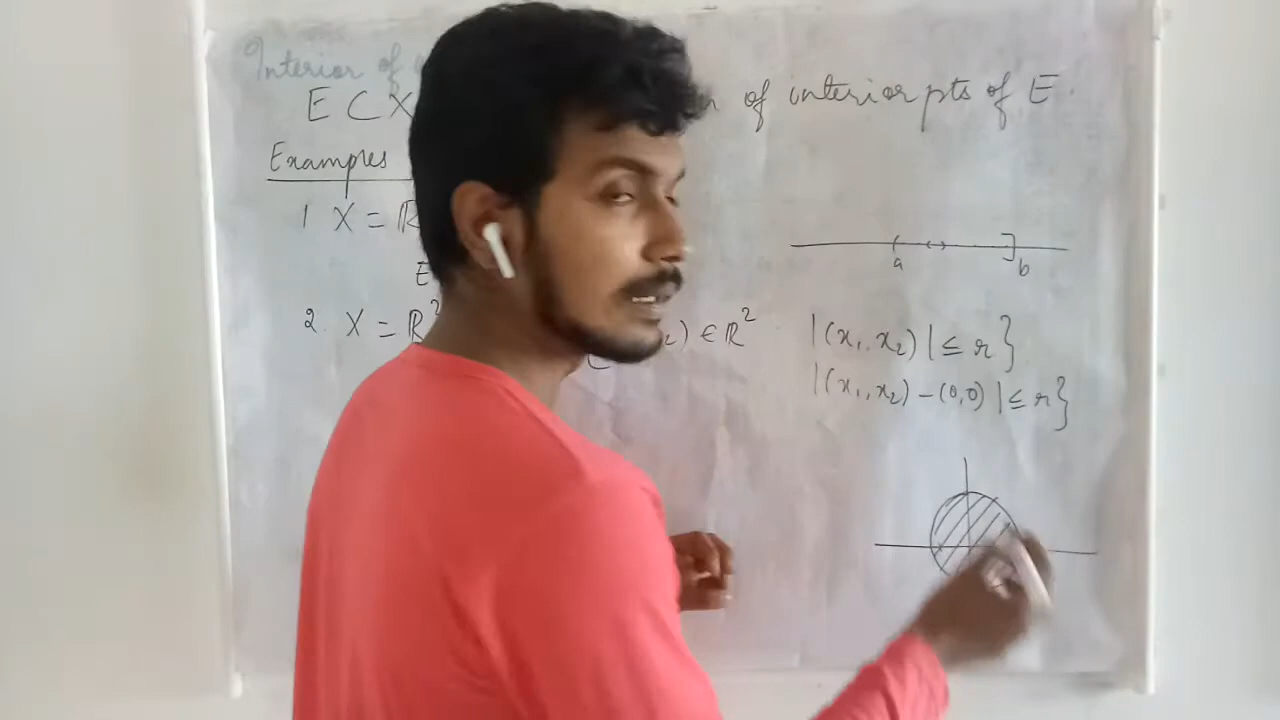 Interior of
E ⊂ X of interior pts of E.
Examples
1 X = ℝ
a b
E
2. X = ℝ² ) ∈ ℝ² |(x₁, x₂)| ≤ r}
|(x₁, x₂) - (0,0)| ≤ r}